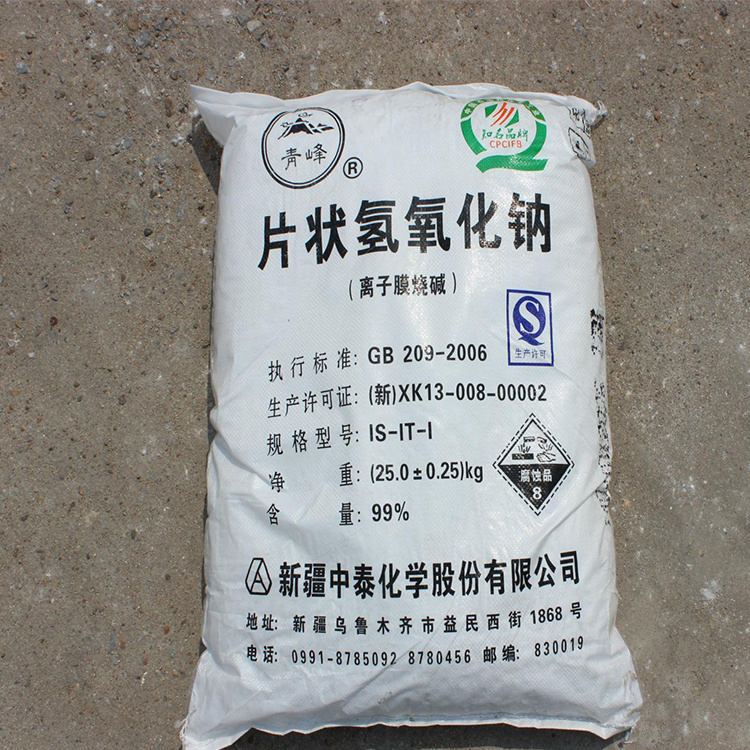 青峰
®
知名品牌
CPCIFB
片状氢氧化钠
(离子膜烧碱)
生产许可
执行标准: GB 209-2006
生产许可证: (新)XK13-008-00002
规格型号: IS-IT-I
净 重: (25.0±0.25)kg
含 量: 99%
腐蚀品
8
新疆中泰化学股份有限公司
地址: 新疆乌鲁木齐市益民西街1868号
电话: 0991-8785092 8780456 邮编: 830019